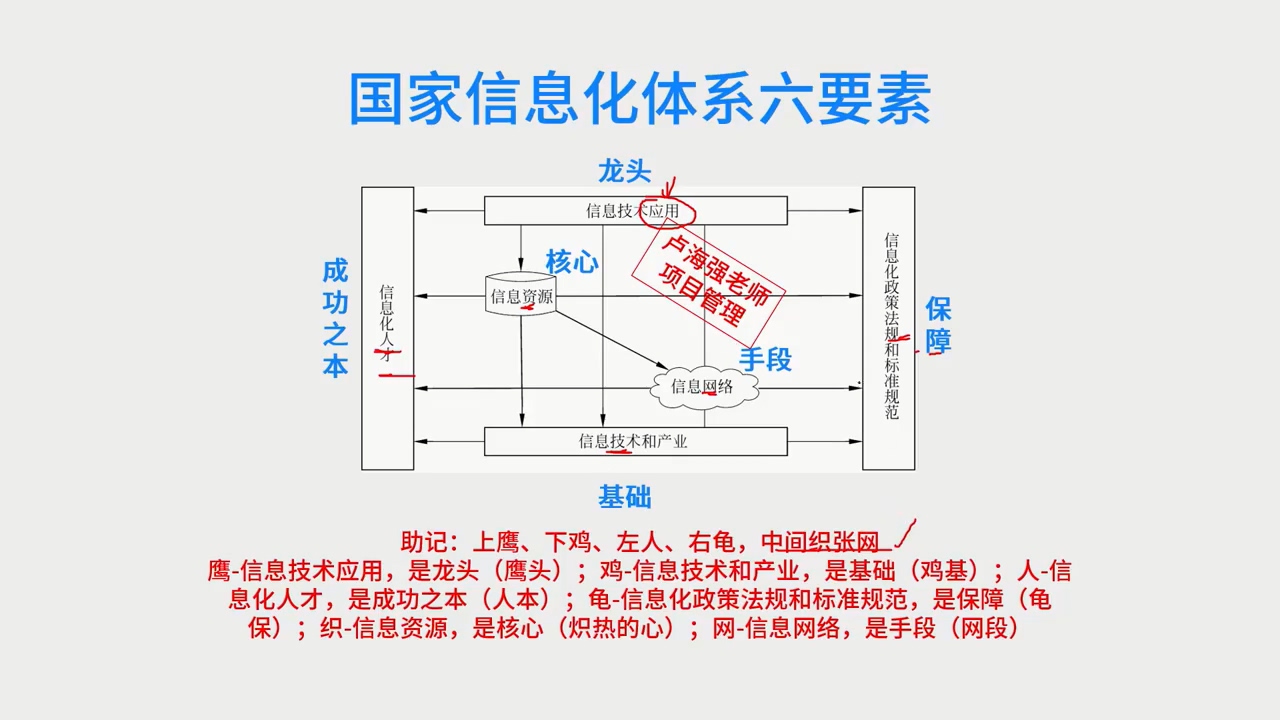 国家信息化体系六要素
龙头
信息技术应用
卢海强老师
项目管理
核心
信息资源
成功之本
信息化人才
信息化政策法规和标准规范
保障
手段
信息网络
信息技术和产业
基础
助记：上鹰、下鸡、左人、右龟，中间织张网
鹰-信息技术应用，是龙头（鹰头）；鸡-信息技术和产业，是基础（鸡基）；人-信
息化人才，是成功之本（人本）；龟-信息化政策法规和标准规范，是保障（龟
保）；织-信息资源，是核心（炽热的心）；网-信息网络，是手段（网段）